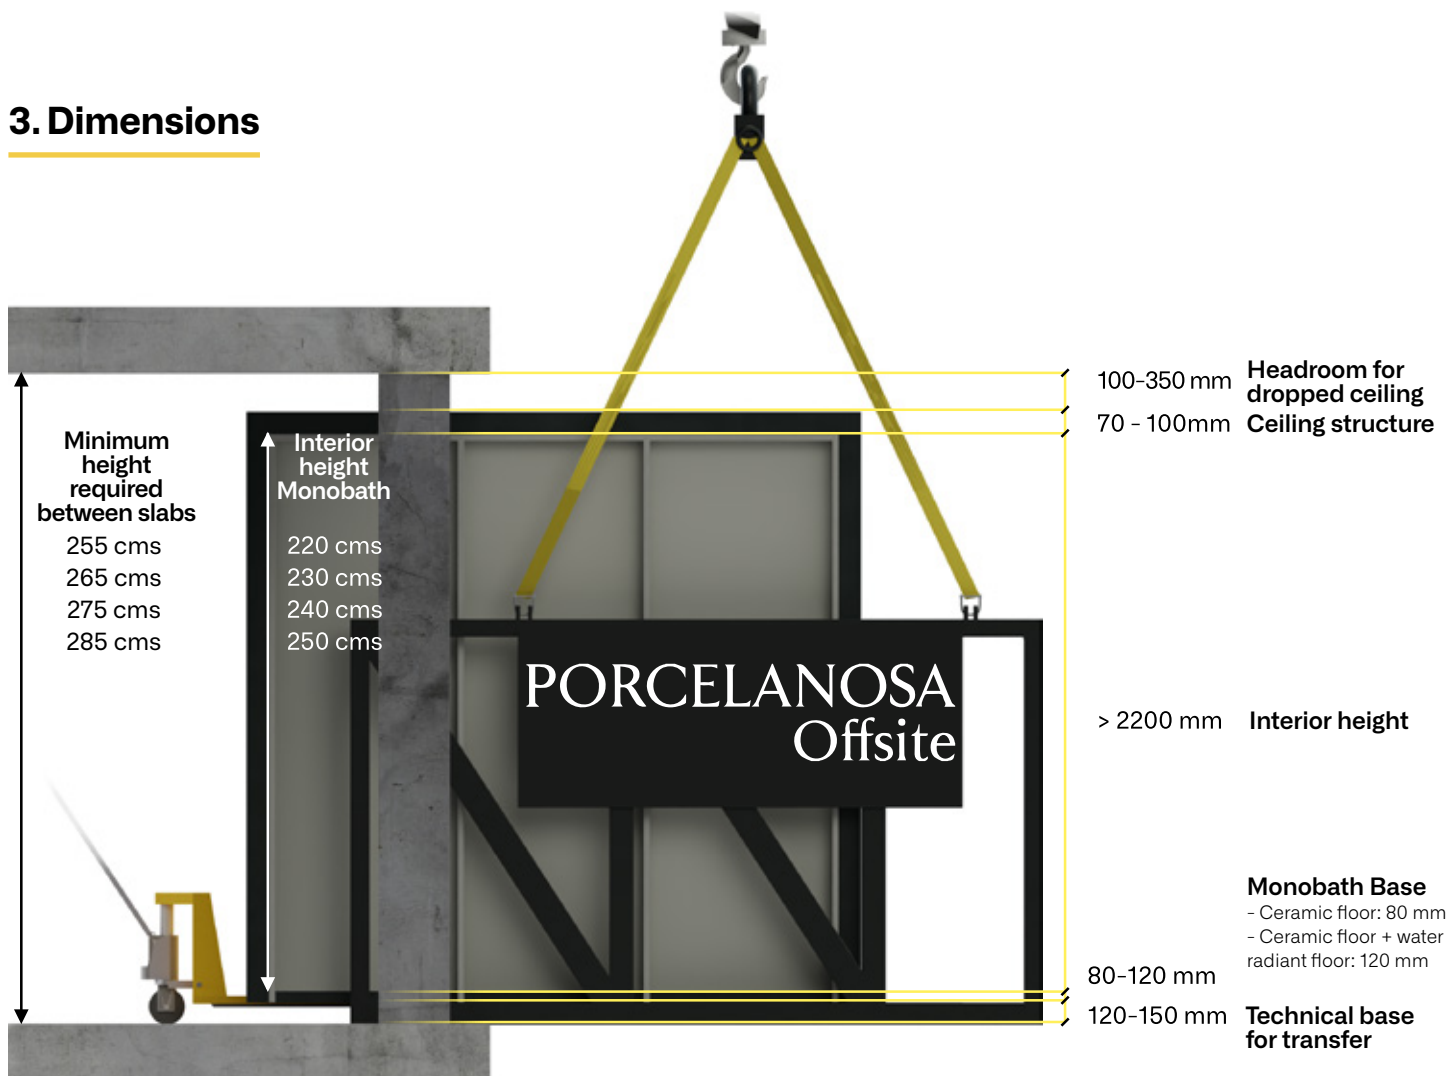 3. Dimensions
Minimum
height
required
between slabs
255 cms
265 cms
275 cms
285 cms
Interior
height
Monobath
220 cms
230 cms
240 cms
250 cms
PORCELANOSA
Offsite
100-350 mm
Headroom for
dropped ceiling
70 - 100mm
Ceiling structure
> 2200 mm
Interior height
Monobath Base
- Ceramic floor: 80 mm
- Ceramic floor + water
radiant floor: 120 mm
80-120 mm
120-150 mm
Technical base
for transfer